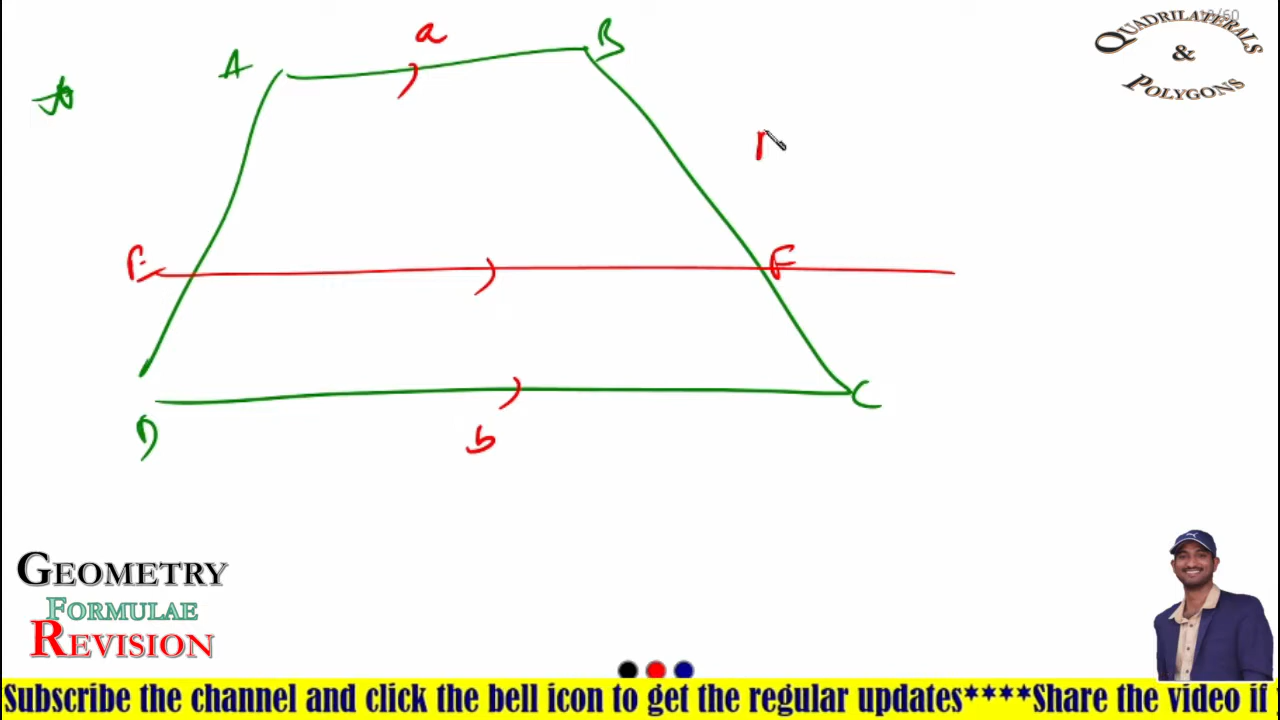 a
A
B
QUADRILATERALS
&
POLYGONS
E
F
D
C
b
GEOMETRY
FORMULAE
REVISION
Subscribe the channel and click the bell icon to get the regular updates****Share the video if